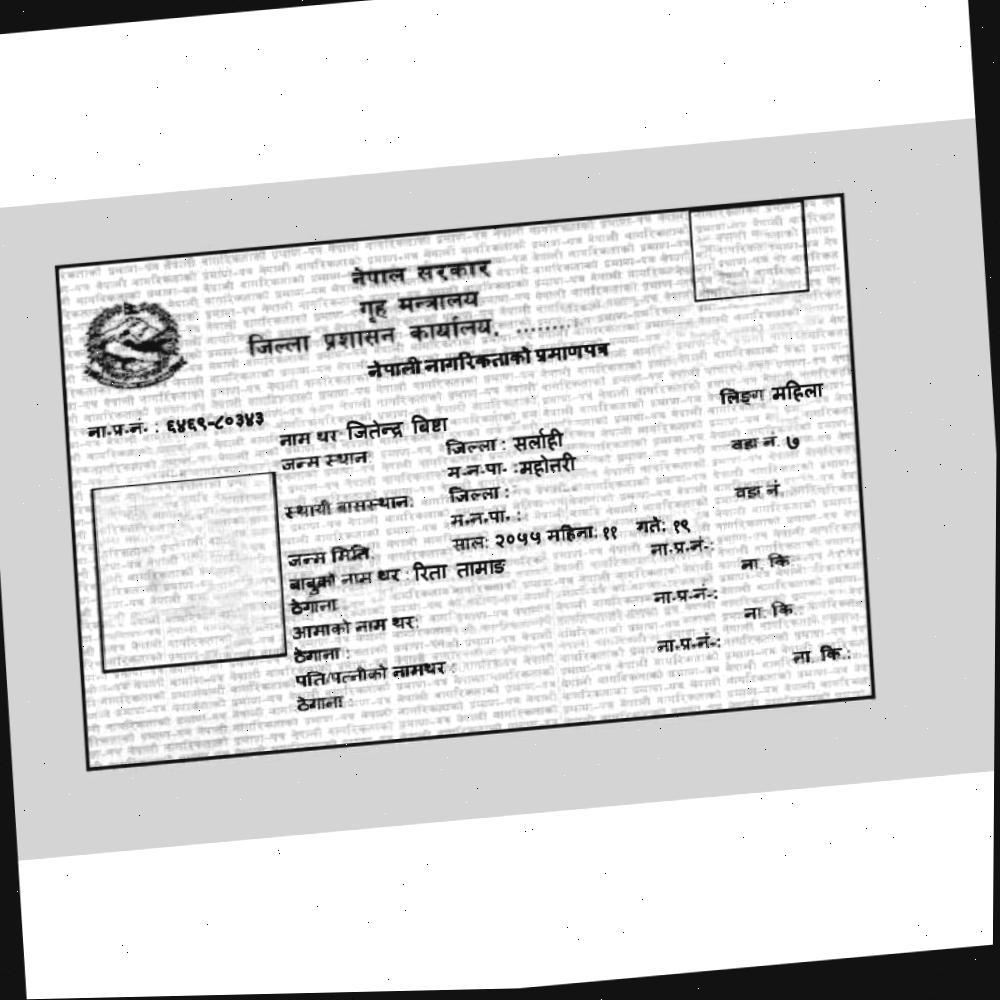 नेपाल सरकार
गृह मन्त्रालय
जिल्ला प्रशासन कार्यालय, ........
नेपाली नागरिकताको प्रमाणपत्र
लिङ्ग महिला
ना.प्र.नं. : ६४६९-८०३४३
नाम थर जितेन्द्र बिष्टा
जन्म स्थान जिल्ला : सर्लाही वडा नं. ७
म.न.पा. :महोत्तरी
स्थायी बासस्थान: जिल्ला : वडा नं.
म.न.पा. :
जन्म मिति साल: २०५५ महिना: ११ गते: १९
बाबुको नाम थर : रिता तामाङ ना.प्र.नं.:
ठेगाना ना. कि
आमाको नाम थर: ना.प्र.नं.:
ठेगाना : ना. कि.:
पति/पत्नीको नामथर : ना.प्र.नं.:
ठेगाना : ना. कि.: